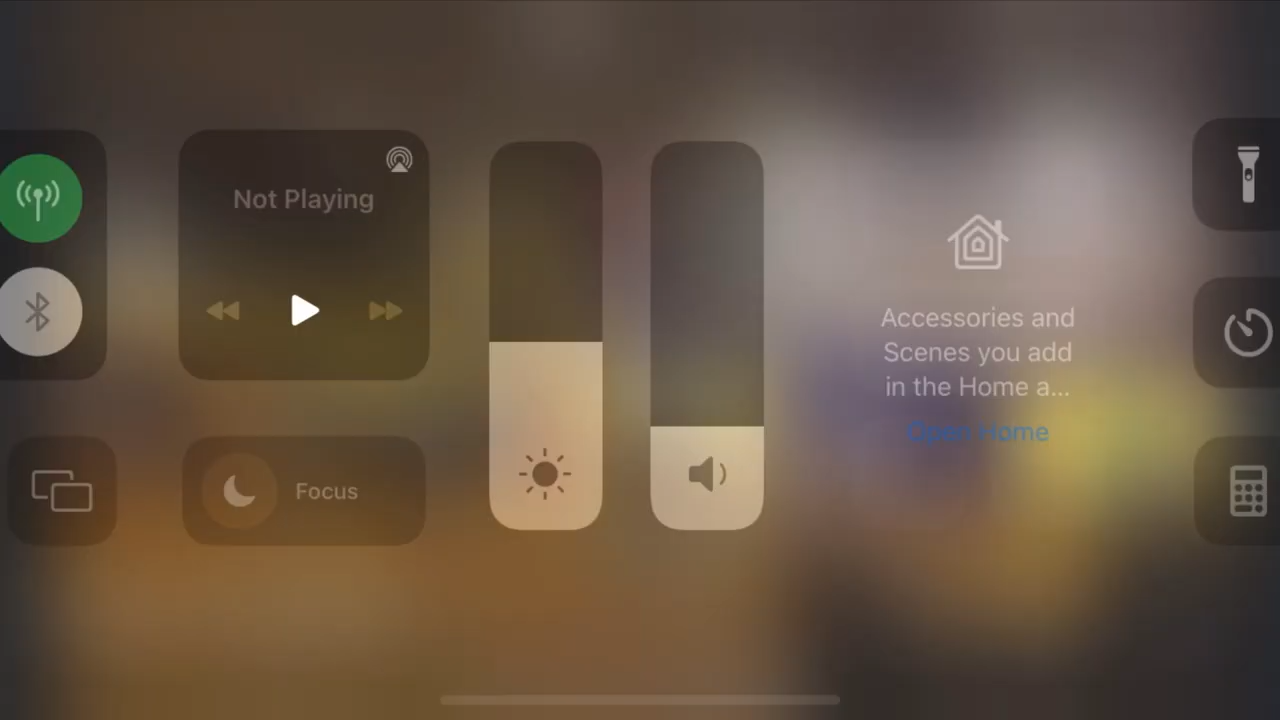 Not Playing
Focus
Accessories and
Scenes you add
in the Home a...
Open Home